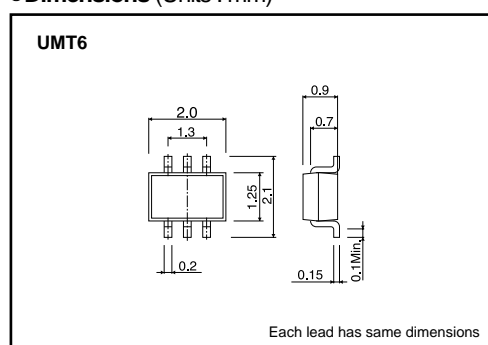 Dimensions (Units : mm)
UMT6
2.0
1.3
0.9
0.7
1.25
2.1
0.2
0.15
0.1Min.
Each lead has same dimensions